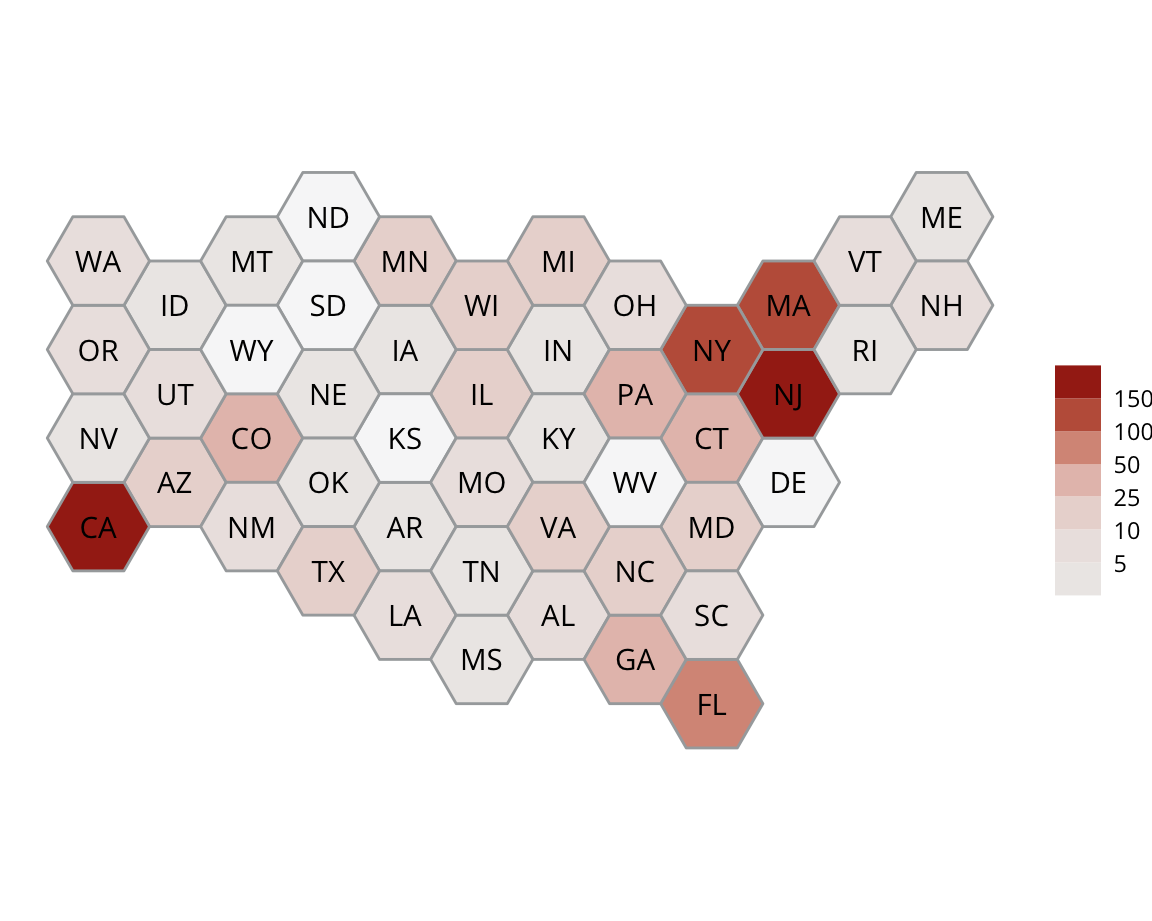 ND
ME
WA
MT
MN
MI
VT
ID
SD
WI
OH
MA
NH
OR
WY
IA
IN
NY
RI
UT
NE
IL
PA
NJ
NV
CO
KS
KY
CT
AZ
OK
MO
WV
DE
CA
NM
AR
VA
MD
TX
TN
NC
LA
AL
SC
MS
GA
FL
150
100
50
25
10
5